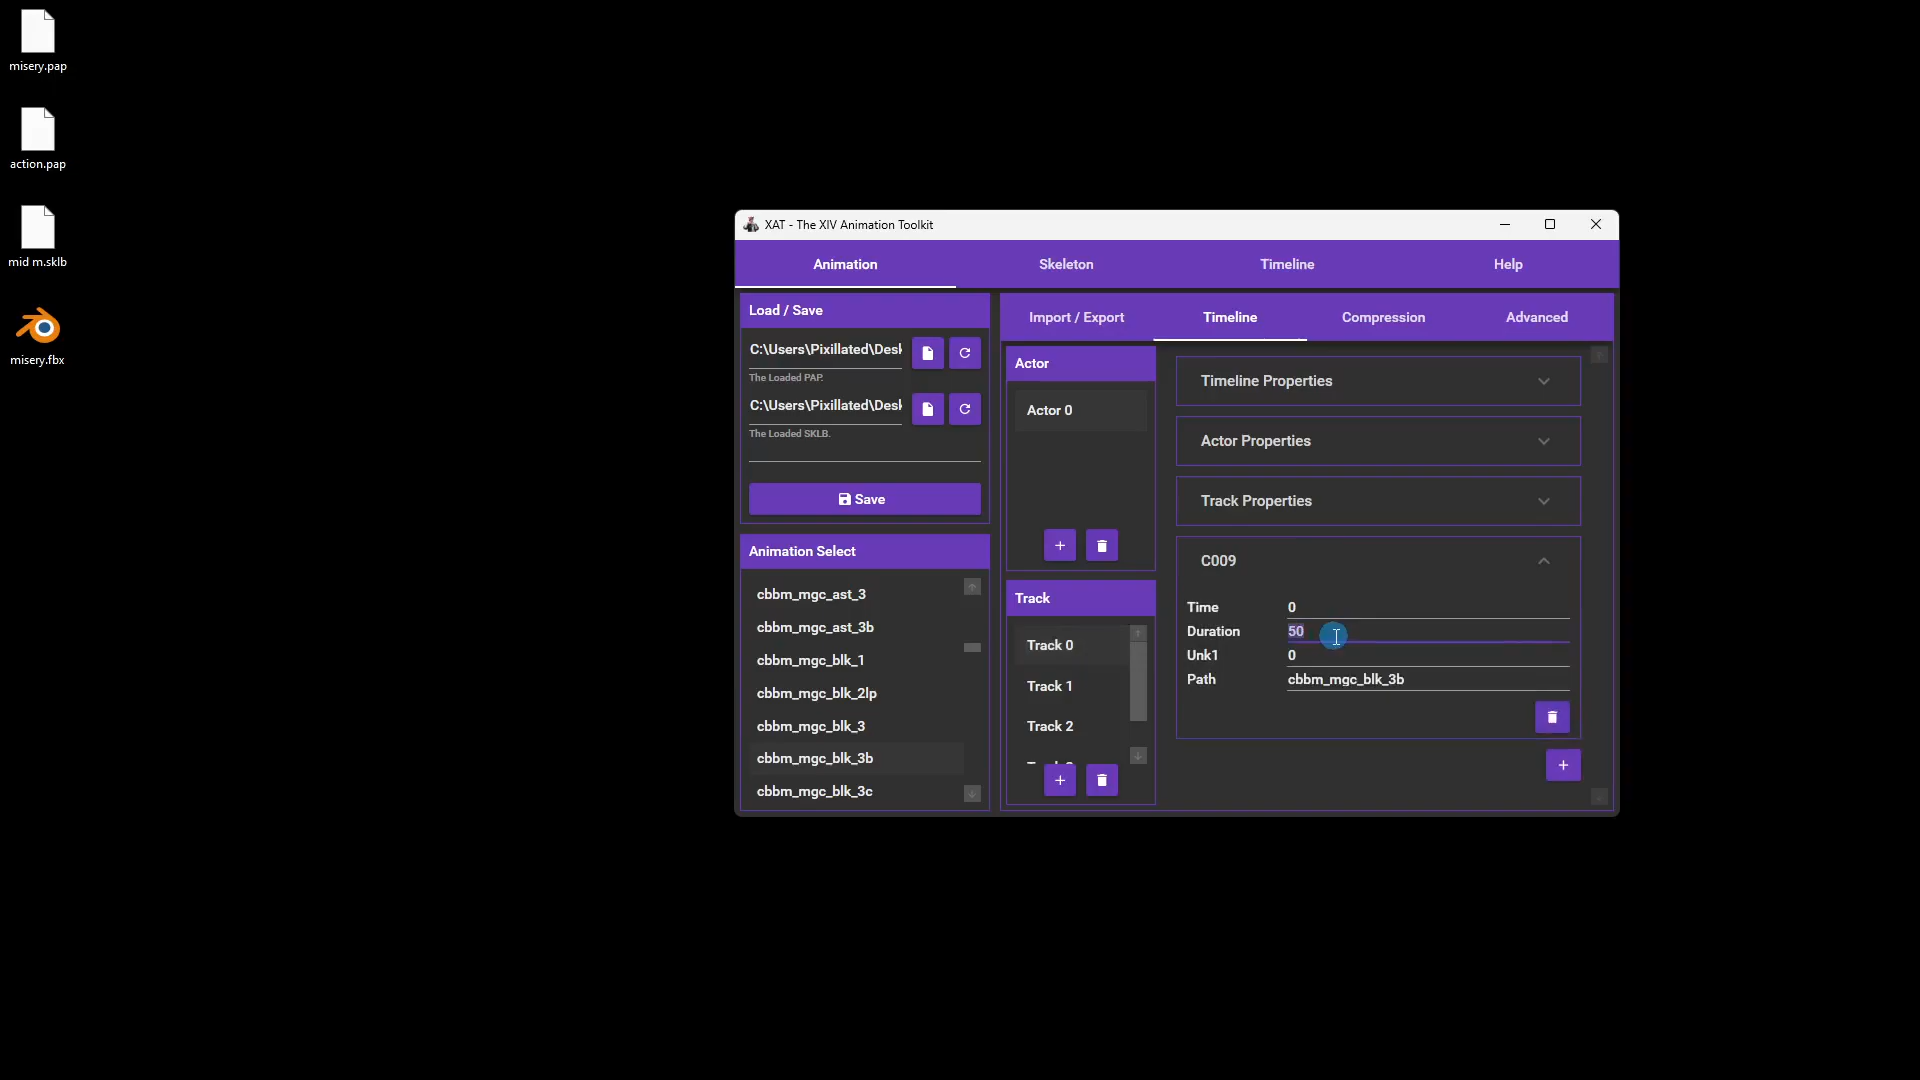 misery.pap
action.pap
mid m.sklb
misery.fbx
XAT - The XIV Animation Toolkit
Animation
Skeleton
Timeline
Help
Load / Save
C:\Users\Pixillated\Desk
The Loaded PAP.
C:\Users\Pixillated\Desk
The Loaded SKLB.
Save
Animation Select
cbbm_mgc_ast_3
cbbm_mgc_ast_3b
cbbm_mgc_blk_1
cbbm_mgc_blk_2lp
cbbm_mgc_blk_3
cbbm_mgc_blk_3b
cbbm_mgc_blk_3c
Import / Export
Timeline
Compression
Advanced
Actor
Actor 0
Track
Track 0
Track 1
Track 2
Timeline Properties
Actor Properties
Track Properties
C009
Time 0
Duration 50
Unk1 0
Path cbbm_mgc_blk_3b